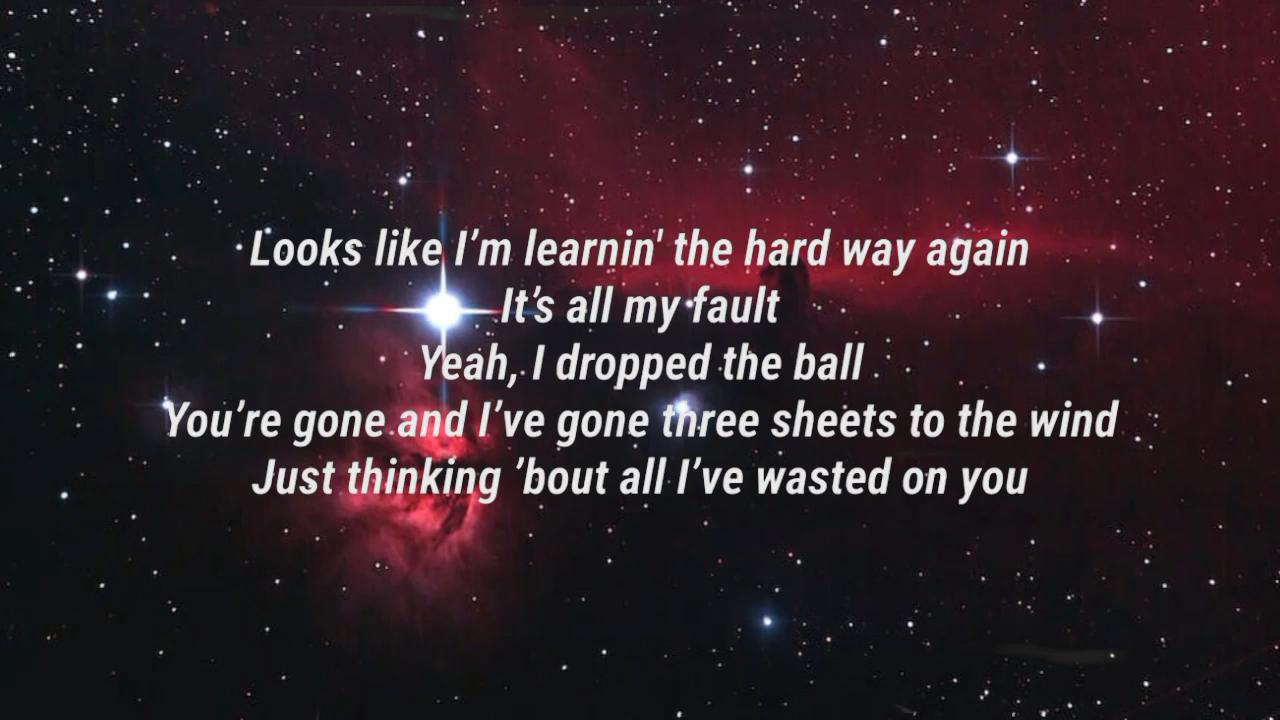 Looks like I’m learnin' the hard way again
It’s all my fault
Yeah, I dropped the ball
You’re gone and I’ve gone three sheets to the wind
Just thinking ’bout all I’ve wasted on you